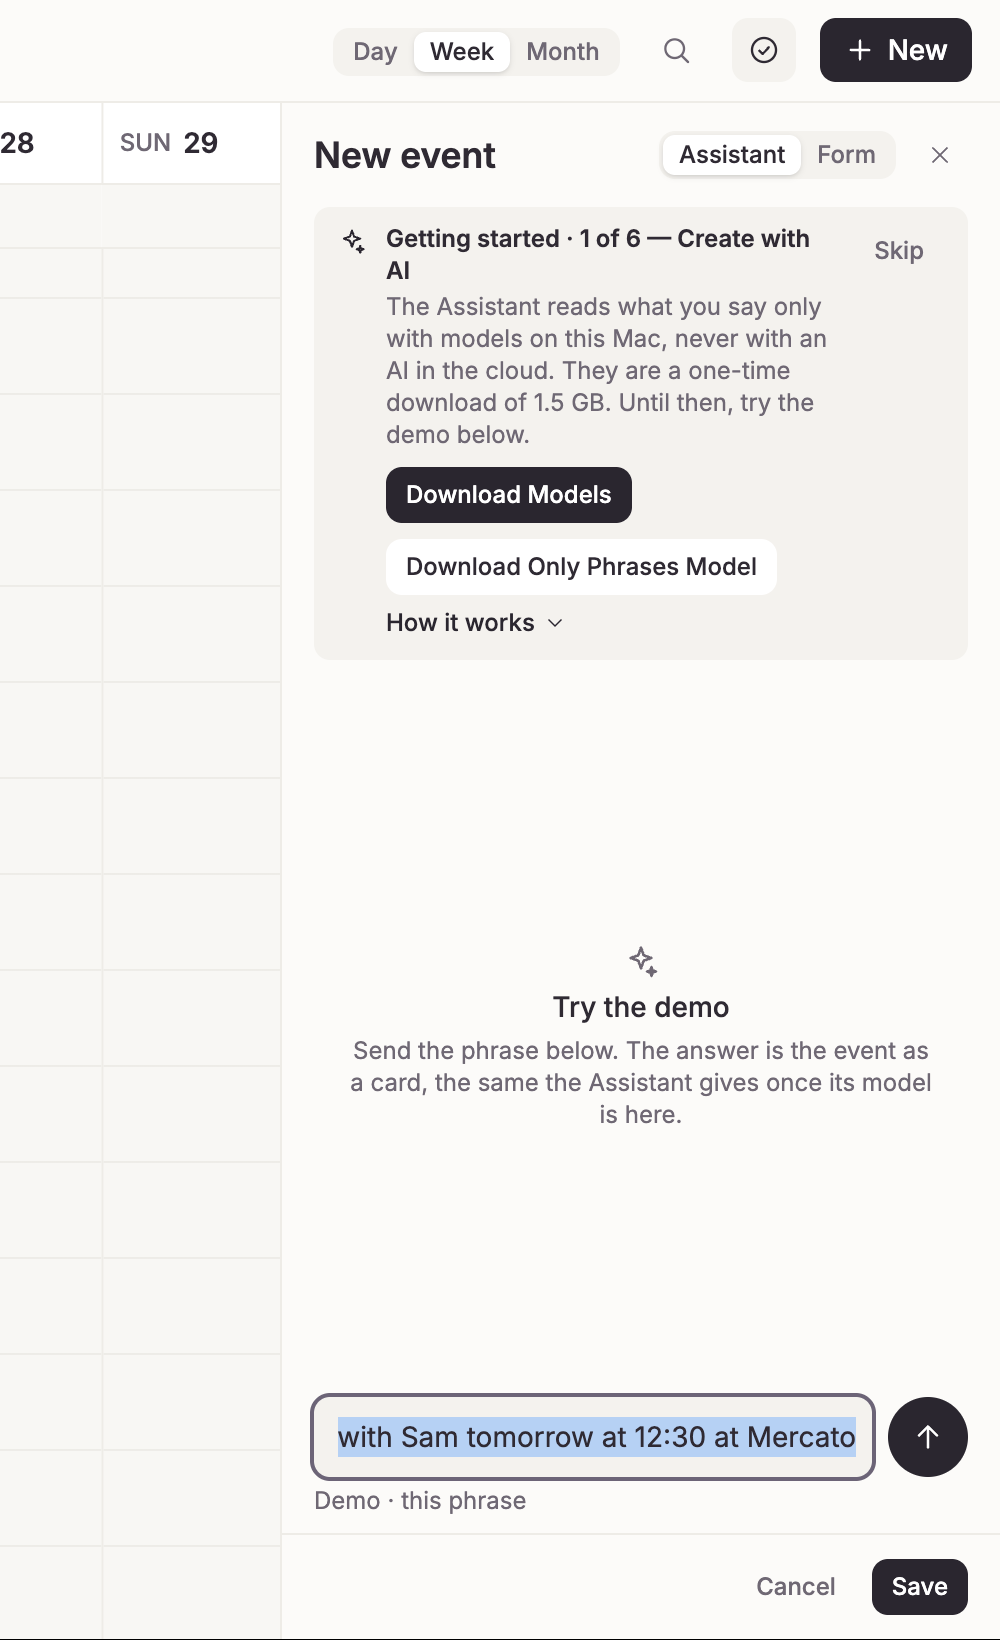 Day Week Month
New
28 SUN 29
New event
Assistant Form
Getting started · 1 of 6 — Create with
AI
Skip
The Assistant reads what you say only
with models on this Mac, never with an
AI in the cloud. They are a one-time
download of 1.5 GB. Until then, try the
demo below.
Download Models
Download Only Phrases Model
How it works
Try the demo
Send the phrase below. The answer is the event as
a card, the same the Assistant gives once its model
is here.
with Sam tomorrow at 12:30 at Mercato
Demo · this phrase
Cancel Save